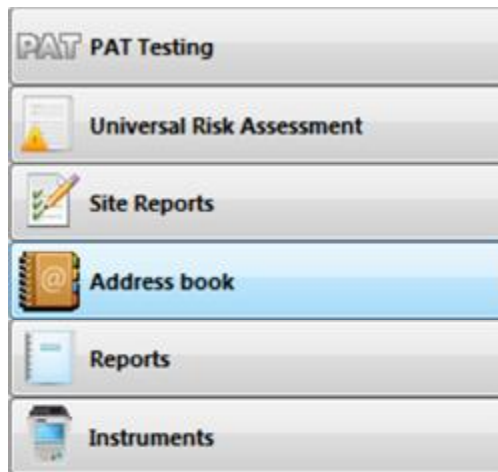 PAT PAT Testing
Universal Risk Assessment
Site Reports
@ Address book
Reports
Instruments